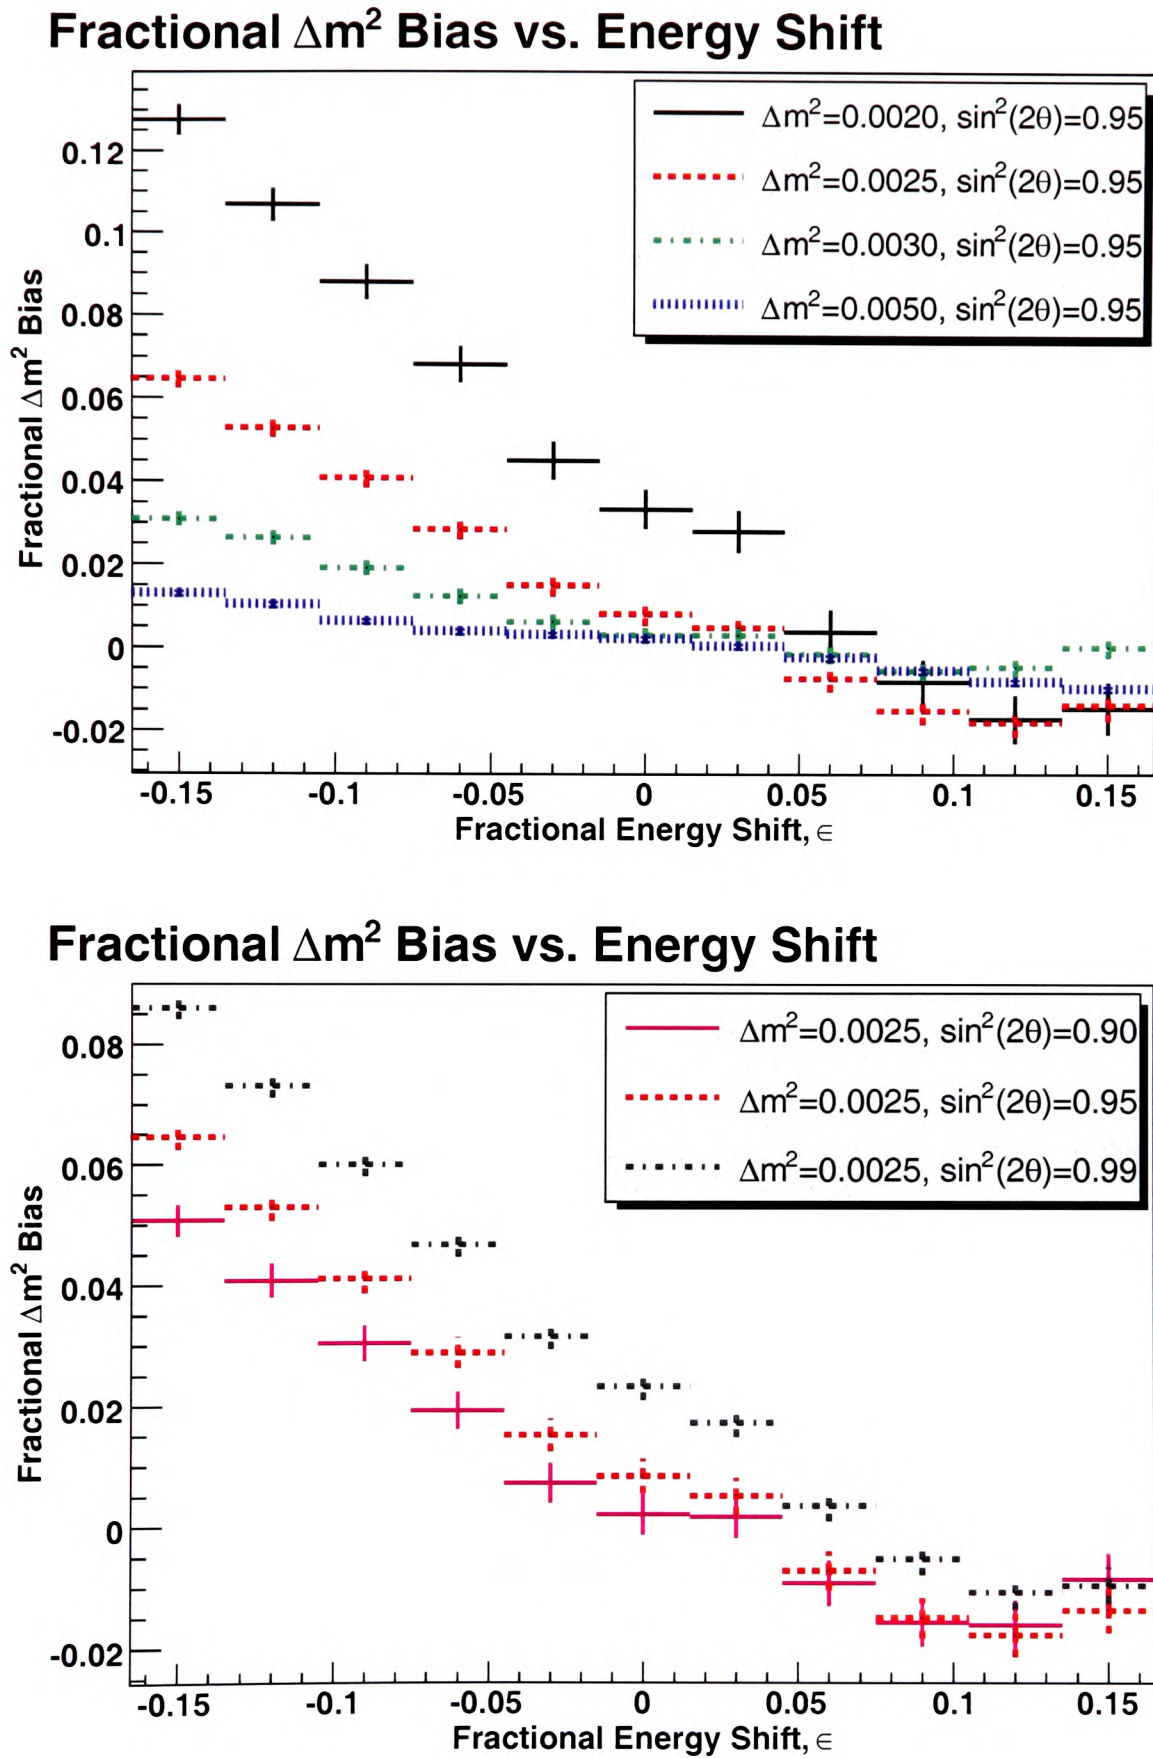 Fractional Δm² Bias vs. Energy Shift
Δm²=0.0020, sin²(2θ)=0.95
Δm²=0.0025, sin²(2θ)=0.95
Δm²=0.0030, sin²(2θ)=0.95
Δm²=0.0050, sin²(2θ)=0.95
0.12
0.1
0.08
0.06
0.04
0.02
0
-0.02
Fractional Δm² Bias
-0.15 -0.1 -0.05 0 0.05 0.1 0.15
Fractional Energy Shift, ∈
Fractional Δm² Bias vs. Energy Shift
Δm²=0.0025, sin²(2θ)=0.90
Δm²=0.0025, sin²(2θ)=0.95
Δm²=0.0025, sin²(2θ)=0.99
0.08
0.06
0.04
0.02
0
-0.02
Fractional Δm² Bias
-0.15 -0.1 -0.05 0 0.05 0.1 0.15
Fractional Energy Shift, ∈